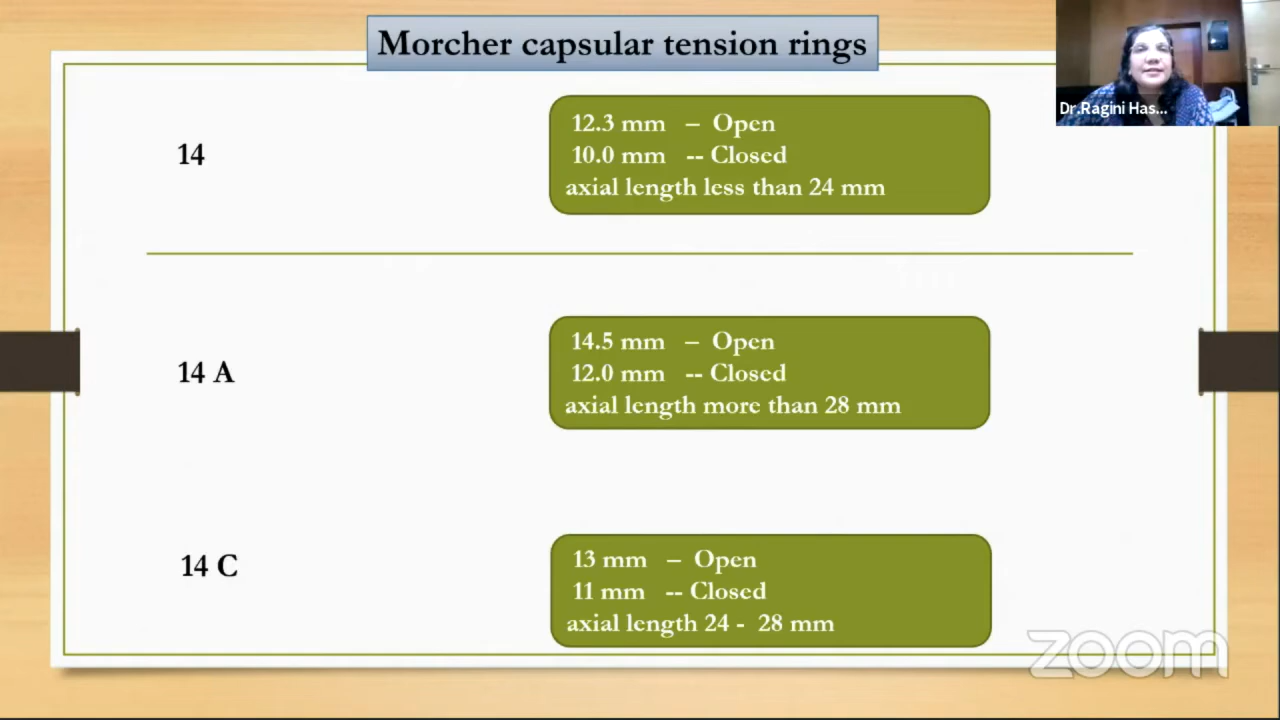 Morcher capsular tension rings
Dr.Ragini Has...
14
12.3 mm – Open
10.0 mm -- Closed
axial length less than 24 mm
14 A
14.5 mm – Open
12.0 mm -- Closed
axial length more than 28 mm
14 C
13 mm – Open
11 mm -- Closed
axial length 24 - 28 mm
zoom